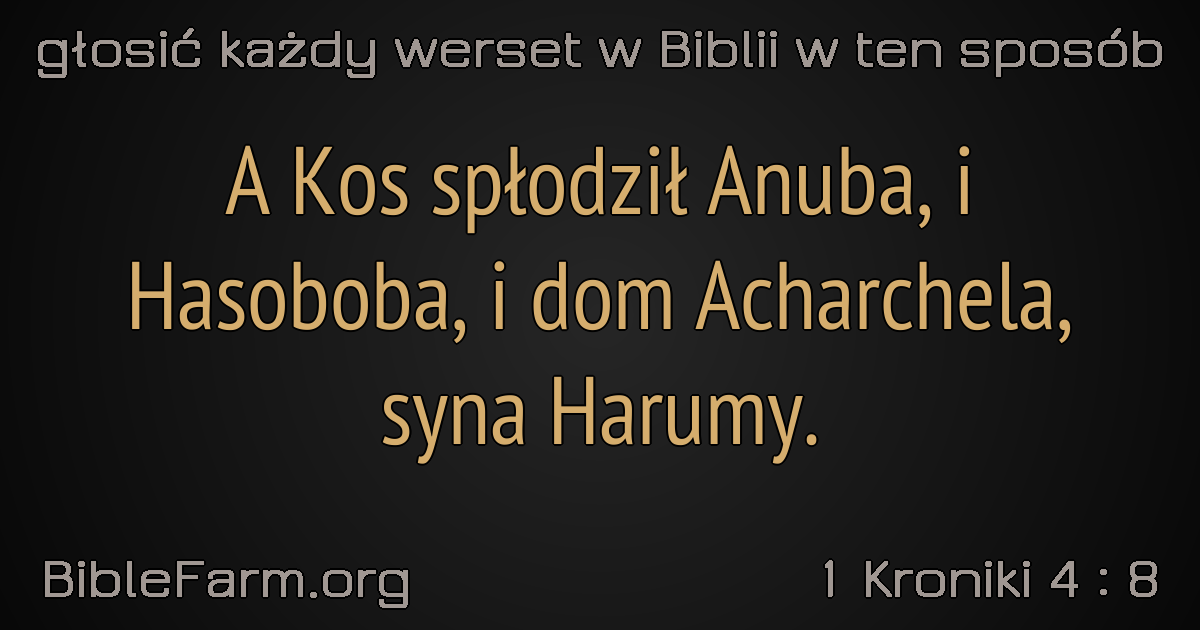 głosić każdy werset w Biblii w ten sposób
A Kos spłodził Anuba, i
Hasoboba, i dom Acharchela,
syna Harumy.
BibleFarm.org
1 Kroniki 4 : 8